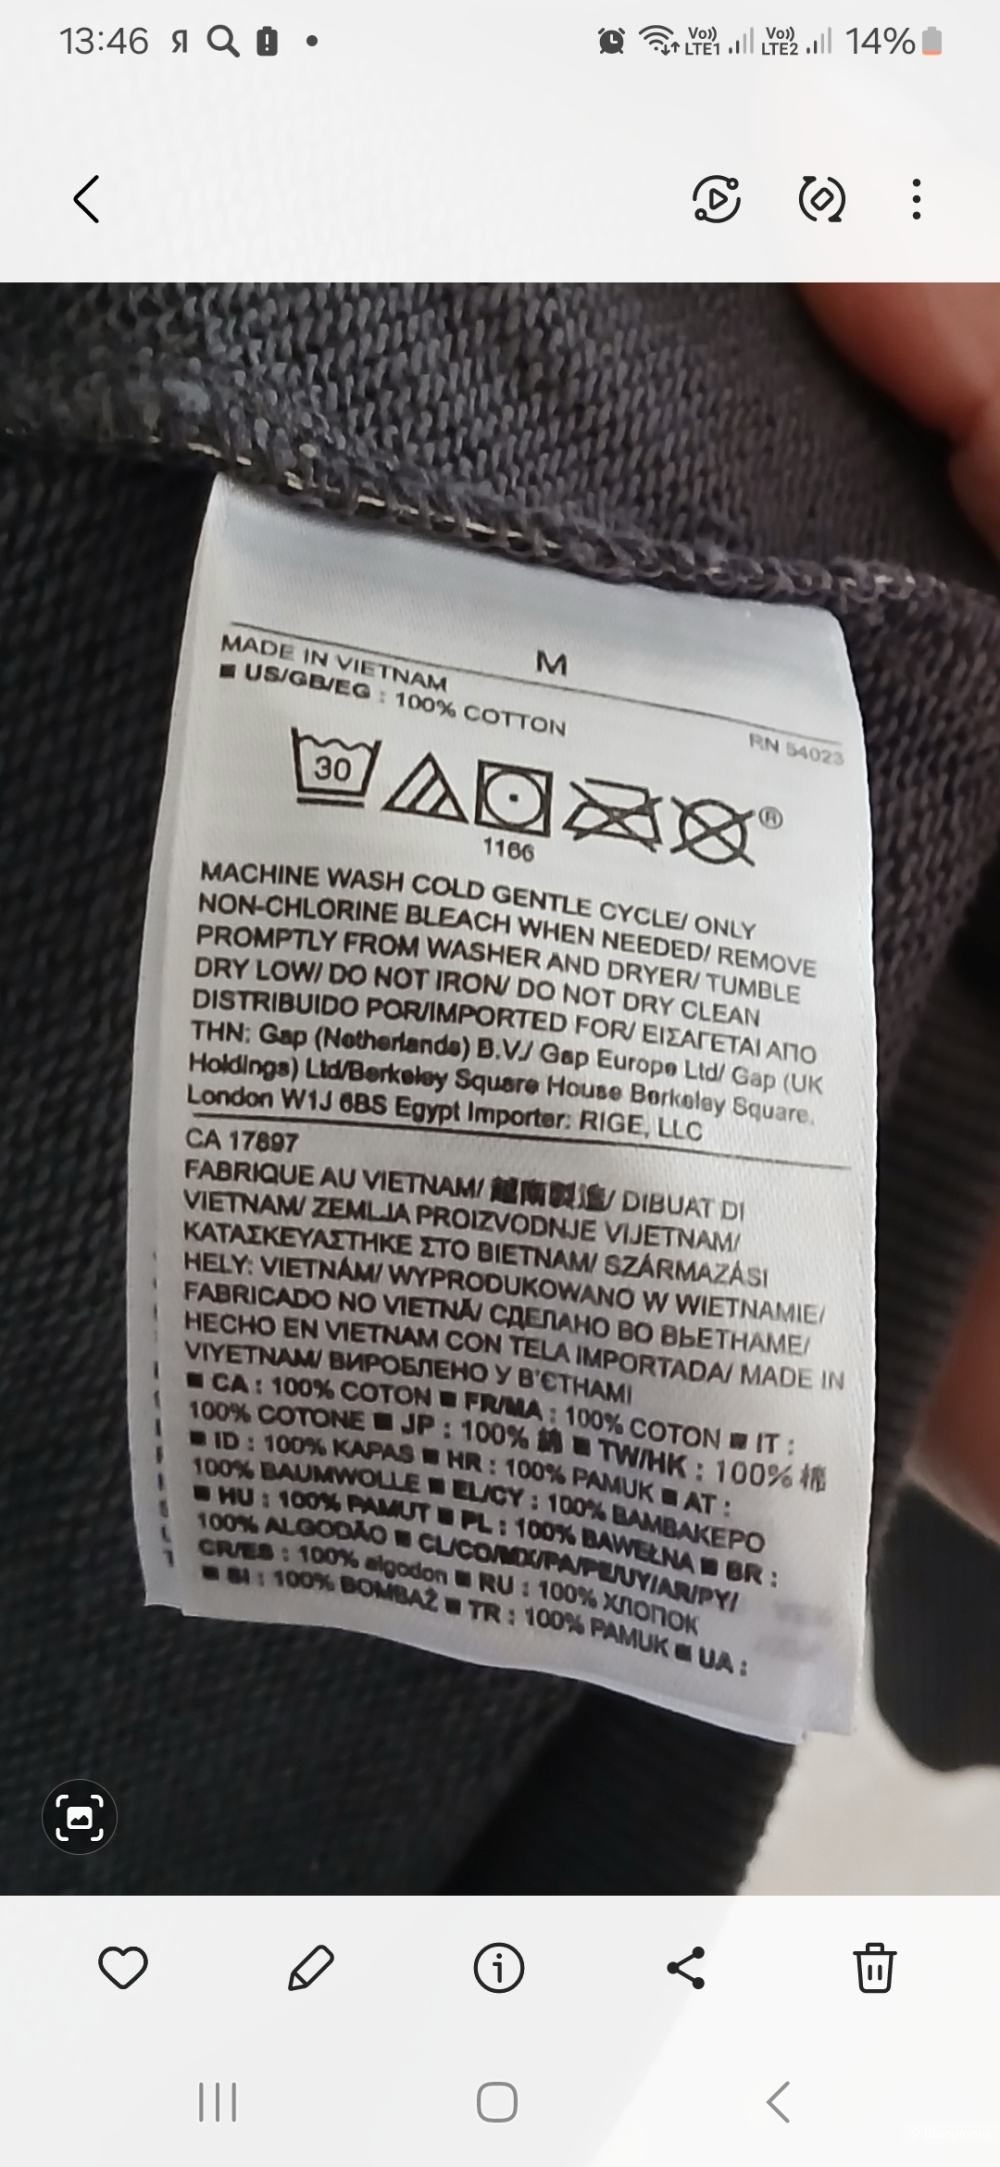 13:46 Я
Vo)) LTE1 Vo)) LTE2 14%
M
MADE IN VIETNAM
RN 54023
■ US/GB/EG : 100% COTTON
30
®
1166
MACHINE WASH COLD GENTLE CYCLE/ ONLY
NON-CHLORINE BLEACH WHEN NEEDED/ REMOVE
PROMPTLY FROM WASHER AND DRYER/ TUMBLE
DRY LOW/ DO NOT IRON/ DO NOT DRY CLEAN
DISTRIBUIDO POR/IMPORTED FOR/ ΕΙΣΑΓΕΤΑΙ ΑΠΟ
THN: Gap (Netherlands) B.V./ Gap Europe Ltd/ Gap (UK
Holdings) Ltd/Berkeley Square House Berkeley Square,
London W1J 6BS Egypt Importer: RIGE, LLC
CA 17897
FABRIQUE AU VIETNAM/ 越南製造/ DIBUAT DI
VIETNAM/ ZEMLJA PROIZVODNJE VIJETNAM/
ΚΑΤΑΣΚΕΥΑΣΤΗΚΕ ΣΤΟ ΒΙΕΤΝΑΜ/ SZÁRMAZÁSI
HELY: VIETNÁM/ WYPRODUKOWANO W WIETNAMIE/
FABRICADO NO VIETNÃ/ СДЕЛАНО ВО ВЬЕТНАМЕ/
HECHO EN VIETNAM CON TELA IMPORTADA/ MADE IN
VIYETNAM/ ВИРОБЛЕНО У В'ЄТНАМІ
■ CA : 100% COTON ■ FR/MA : 100% COTON ■ IT :
100% COTONE ■ JP : 100% 綿 ■ TW/HK : 100% 棉
■ ID : 100% KAPAS ■ HR : 100% PAMUK ■ AT :
100% BAUMWOLLE ■ EL/CY : 100% ΒΑΜΒΑΚΕΡΟ
■ HU : 100% PAMUT ■ PL : 100% BAWEŁNA ■ BR :
100% ALGODÃO ■ CL/CO/MX/PA/PE/UY/AR/PY/
CR/ES : 100% algodon ■ RU : 100% ХЛОПОК
■ SI : 100% BOMBAŽ ■ TR : 100% PAMUK ■ UA :